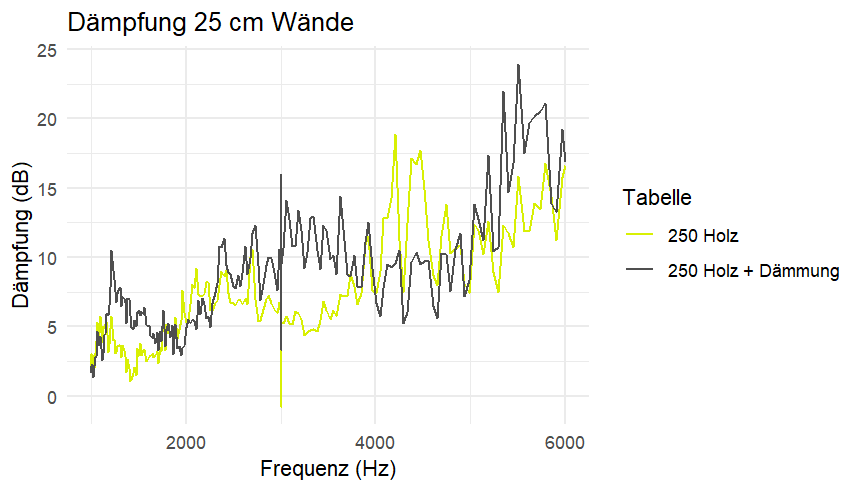 Dämpfung 25 cm Wände
Dämpfung (dB)
25
20
15
10
5
0
2000
4000
6000
Frequenz (Hz)
Tabelle
250 Holz
250 Holz + Dämmung